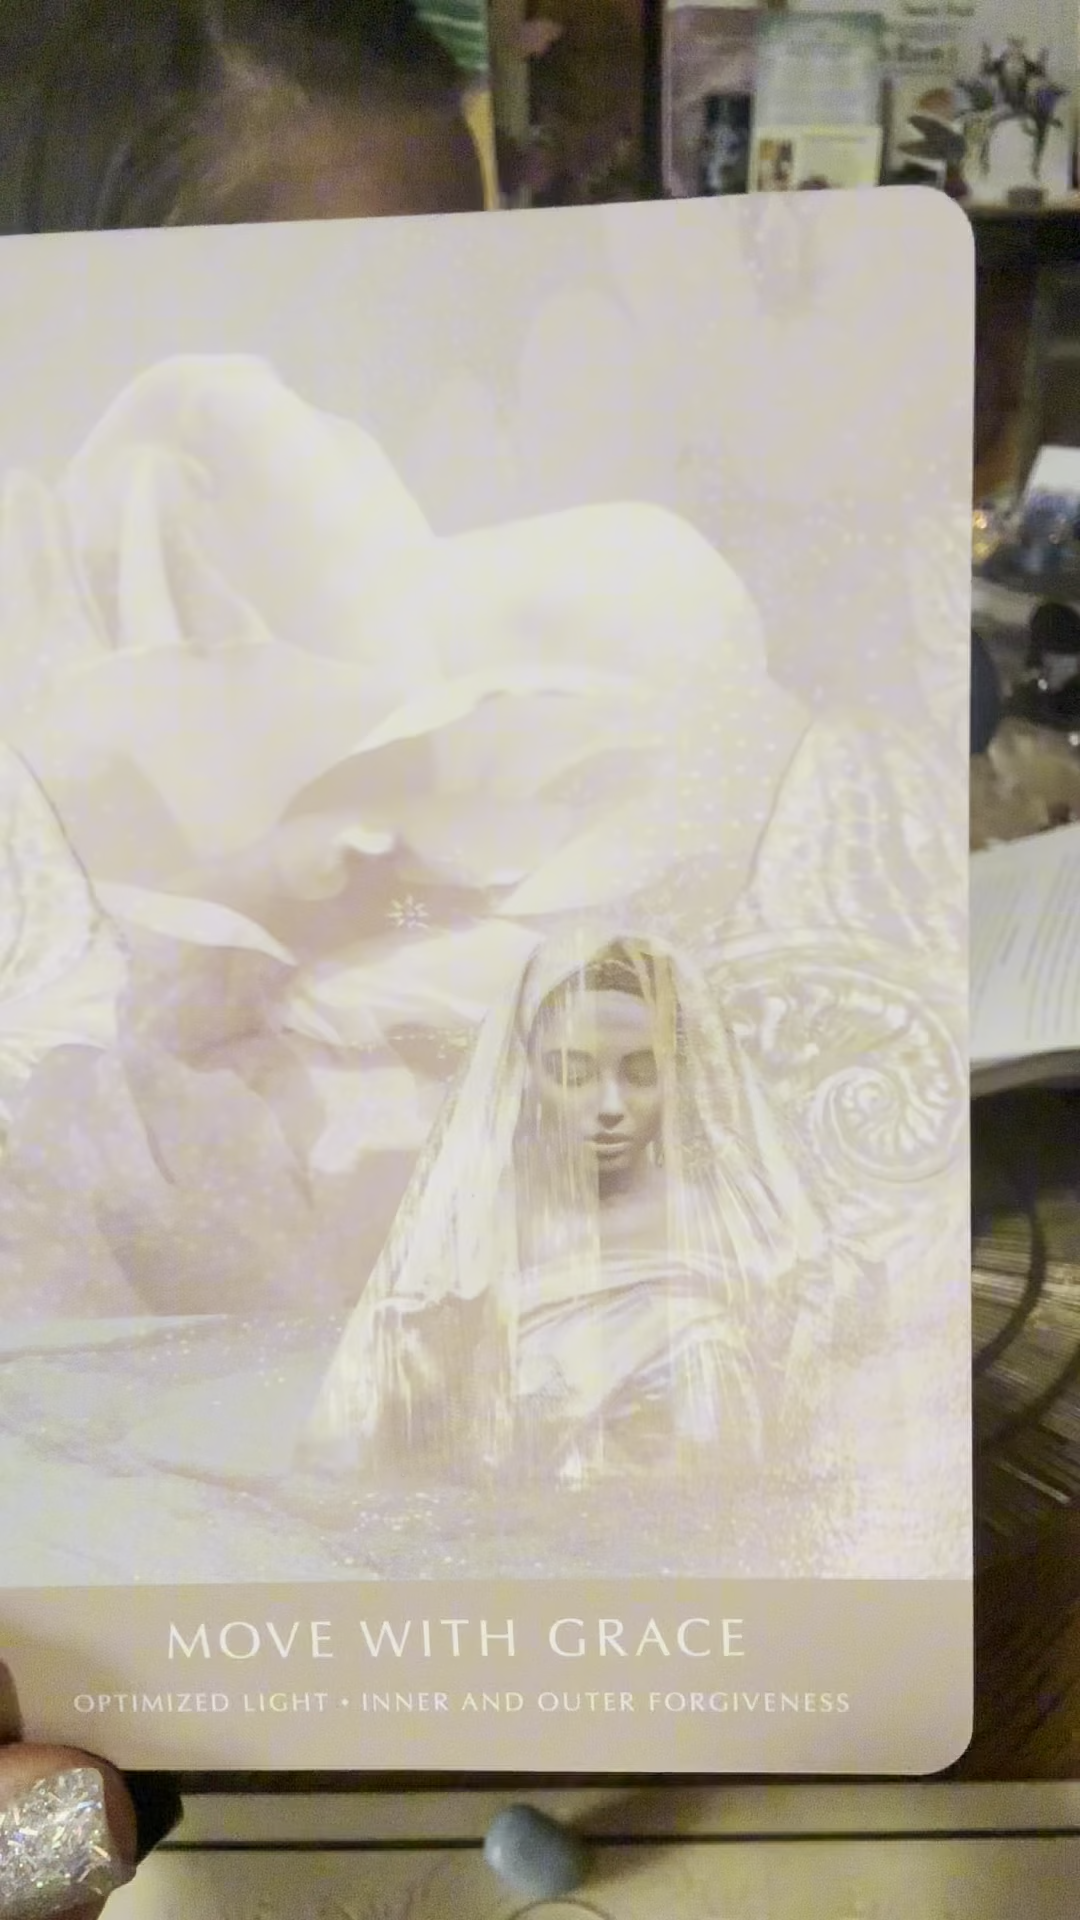 MOVE WITH GRACE
OPTIMIZED LIGHT • INNER AND OUTER FORGIVENESS